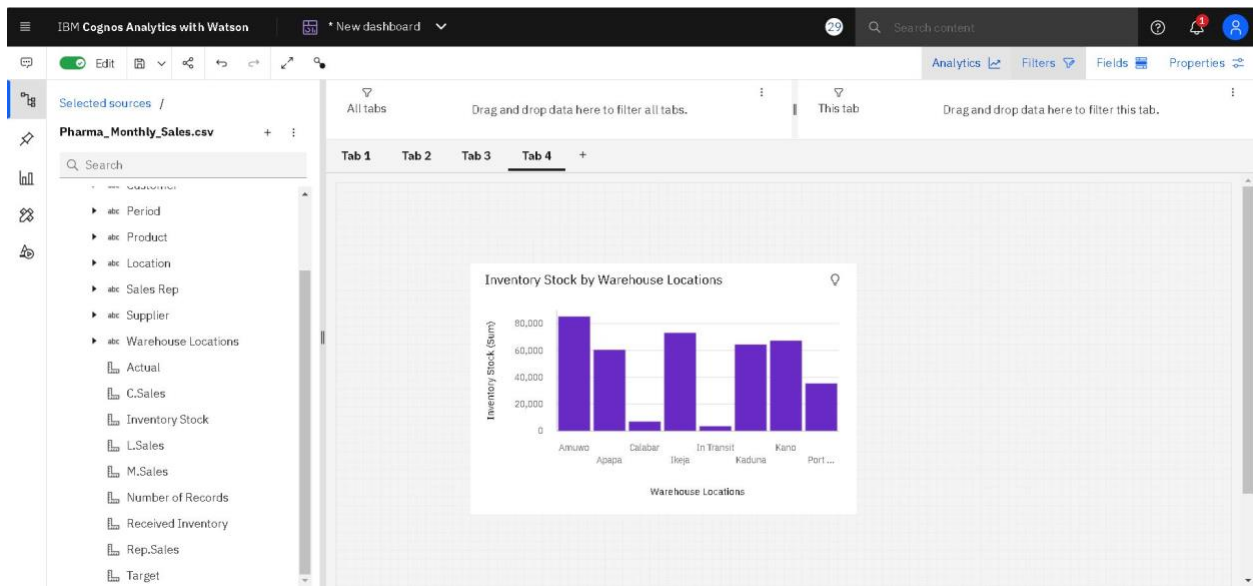 IBM Cognos Analytics with Watson
* New dashboard
29
Search content
1
Edit
Analytics
Filters
Fields
Properties
Selected sources /
Pharma_Monthly_Sales.csv
Search
Customer
abc Period
abc Product
abc Location
abc Sales Rep
abc Supplier
abc Warehouse Locations
Actual
C.Sales
Inventory Stock
L.Sales
M.Sales
Number of Records
Received Inventory
Rep.Sales
Target
All tabs
Drag and drop data here to filter all tabs.
This tab
Drag and drop data here to filter this tab.
Tab 1 Tab 2 Tab 3 Tab 4 +
Inventory Stock by Warehouse Locations
Inventory Stock (Sum)
80,000
60,000
40,000
20,000
0
Amuwo
Apapa
Calabar
Ikeja
In Transit
Kaduna
Kano
Port ...
Warehouse Locations